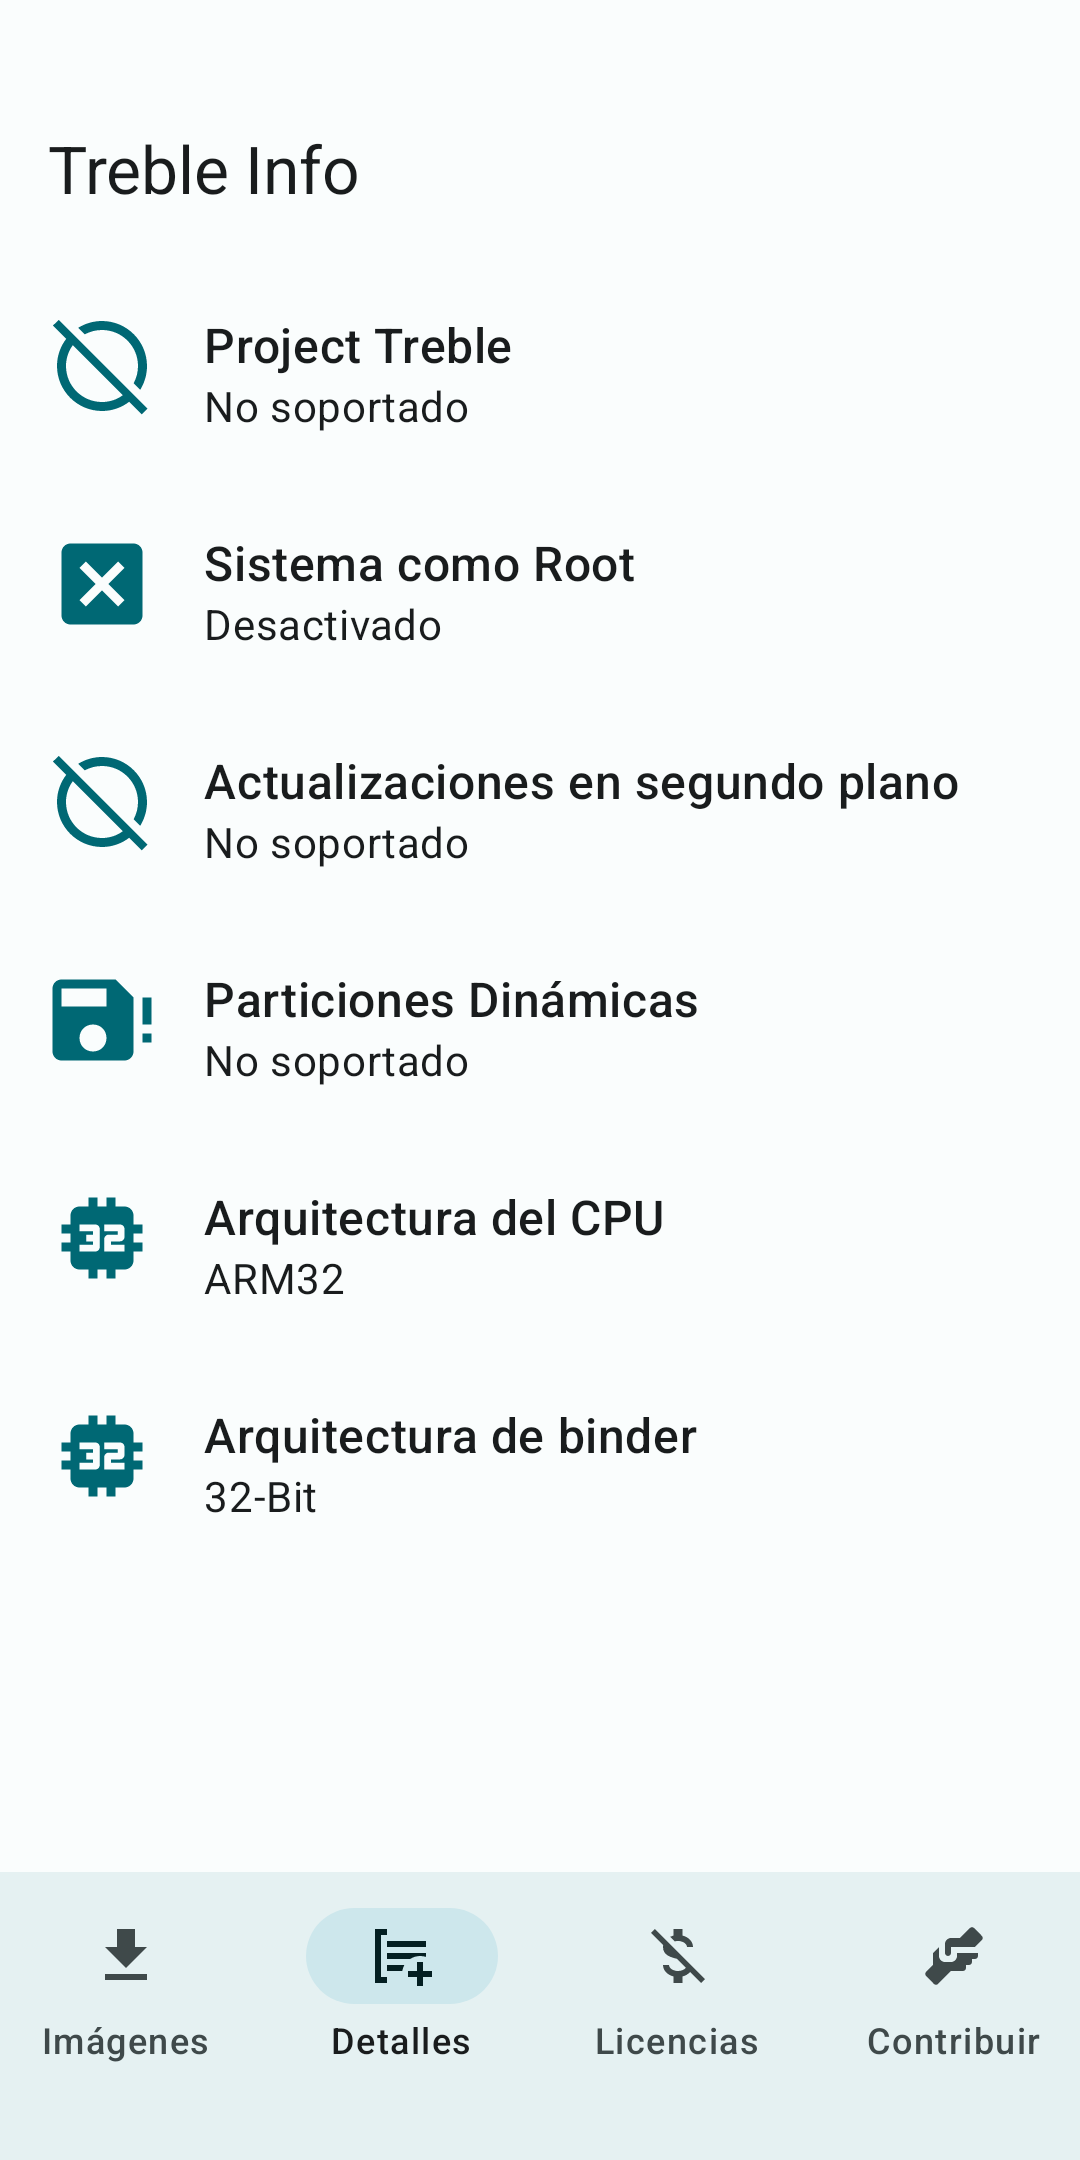 Treble Info
Project Treble
No soportado
Sistema como Root
Desactivado
Actualizaciones en segundo plano
No soportado
Particiones Dinámicas
No soportado
32
Arquitectura del CPU
ARM32
32
Arquitectura de binder
32-Bit
Imágenes
Detalles
Licencias
Contribuir